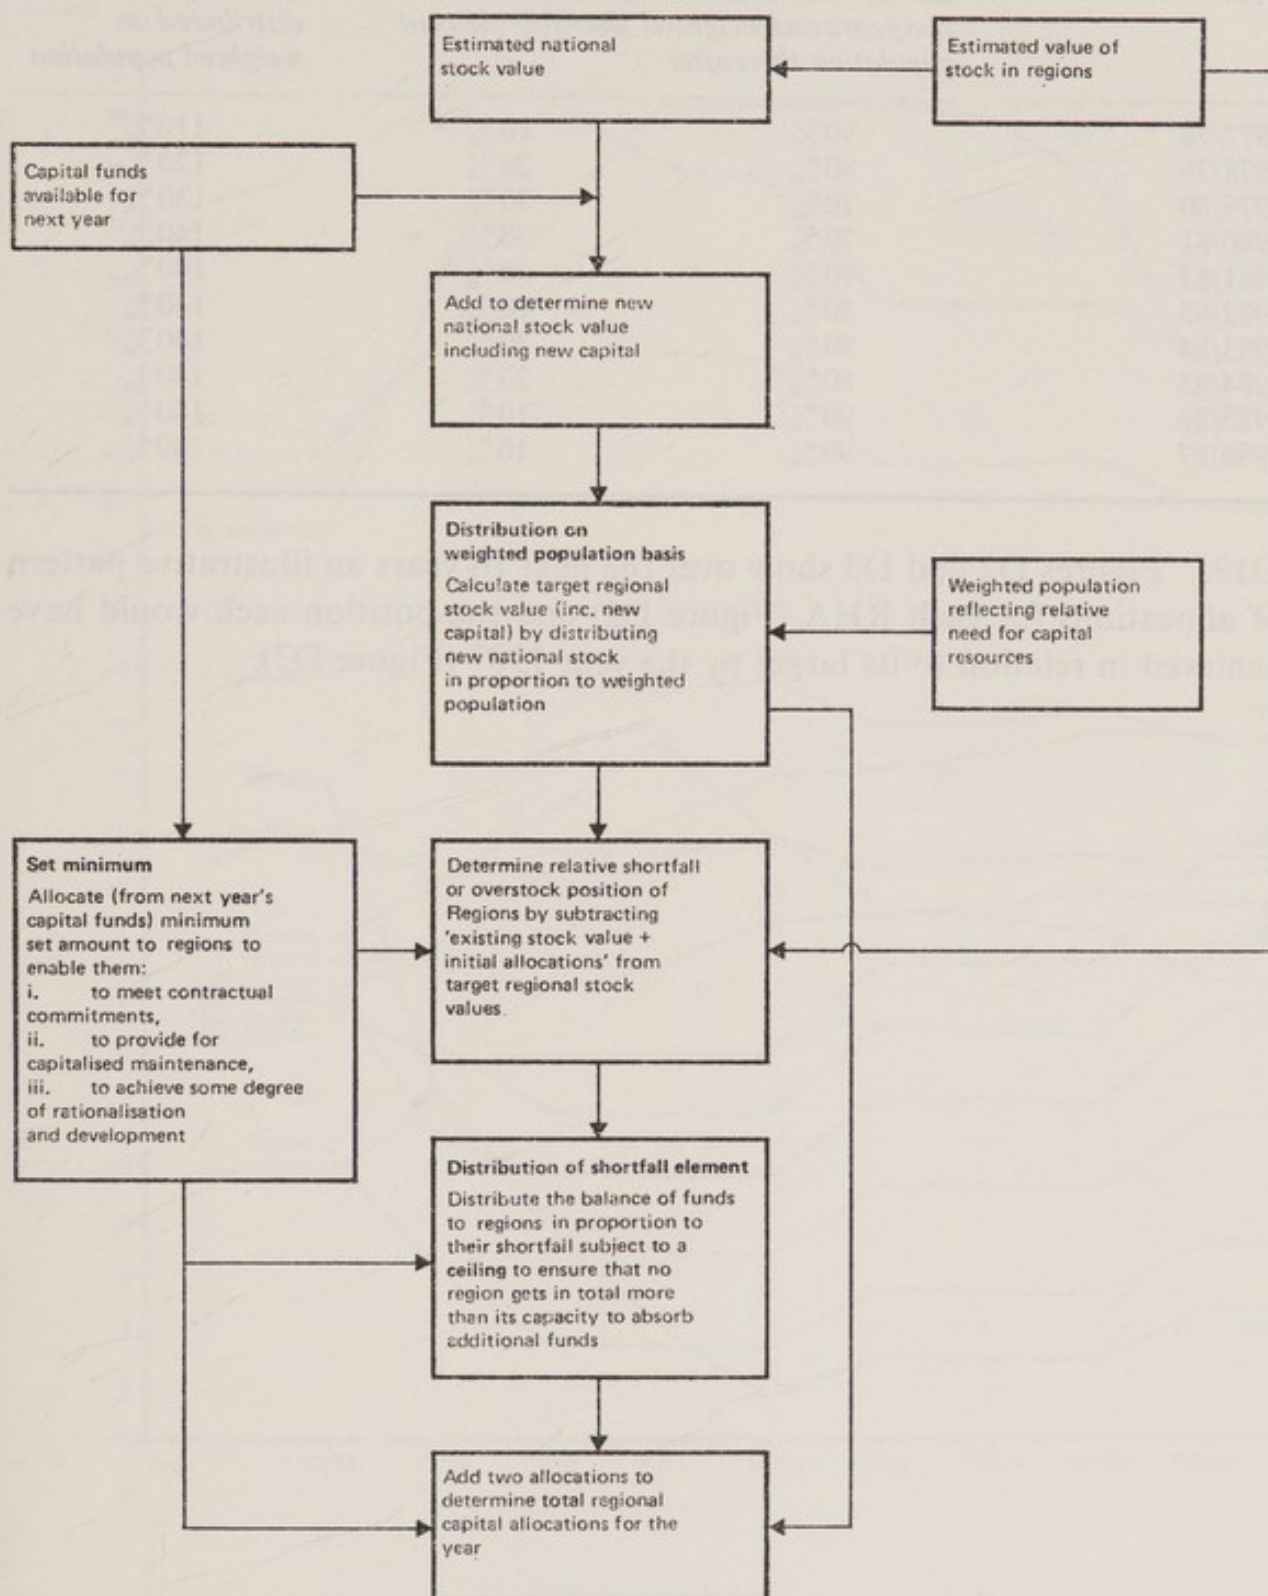 Estimated national
stock value
Estimated value of
stock in regions
Capital funds
available for
next year
Add to determine new
national stock value
including new capital
Distribution on
weighted population basis
Calculate target regional
stock value (inc. new
capital) by distributing
new national stock
in proportion to weighted
population
Weighted population
reflecting relative
need for capital
resources
Set minimum
Allocate (from next year's
capital funds) minimum
set amount to regions to
enable them:
i. to meet contractual
commitments,
ii. to provide for
capitalised maintenance,
iii. to achieve some degree
of rationalisation
and development
Determine relative shortfall
or overstock position of
Regions by subtracting
'existing stock value +
initial allocations' from
target regional stock
values.
Distribution of shortfall element
Distribute the balance of funds
to regions in proportion to
their shortfall subject to a
ceiling to ensure that no
region gets in total more
than its capacity to absorb
additional funds
Add two allocations to
determine total regional
capital allocations for the
year